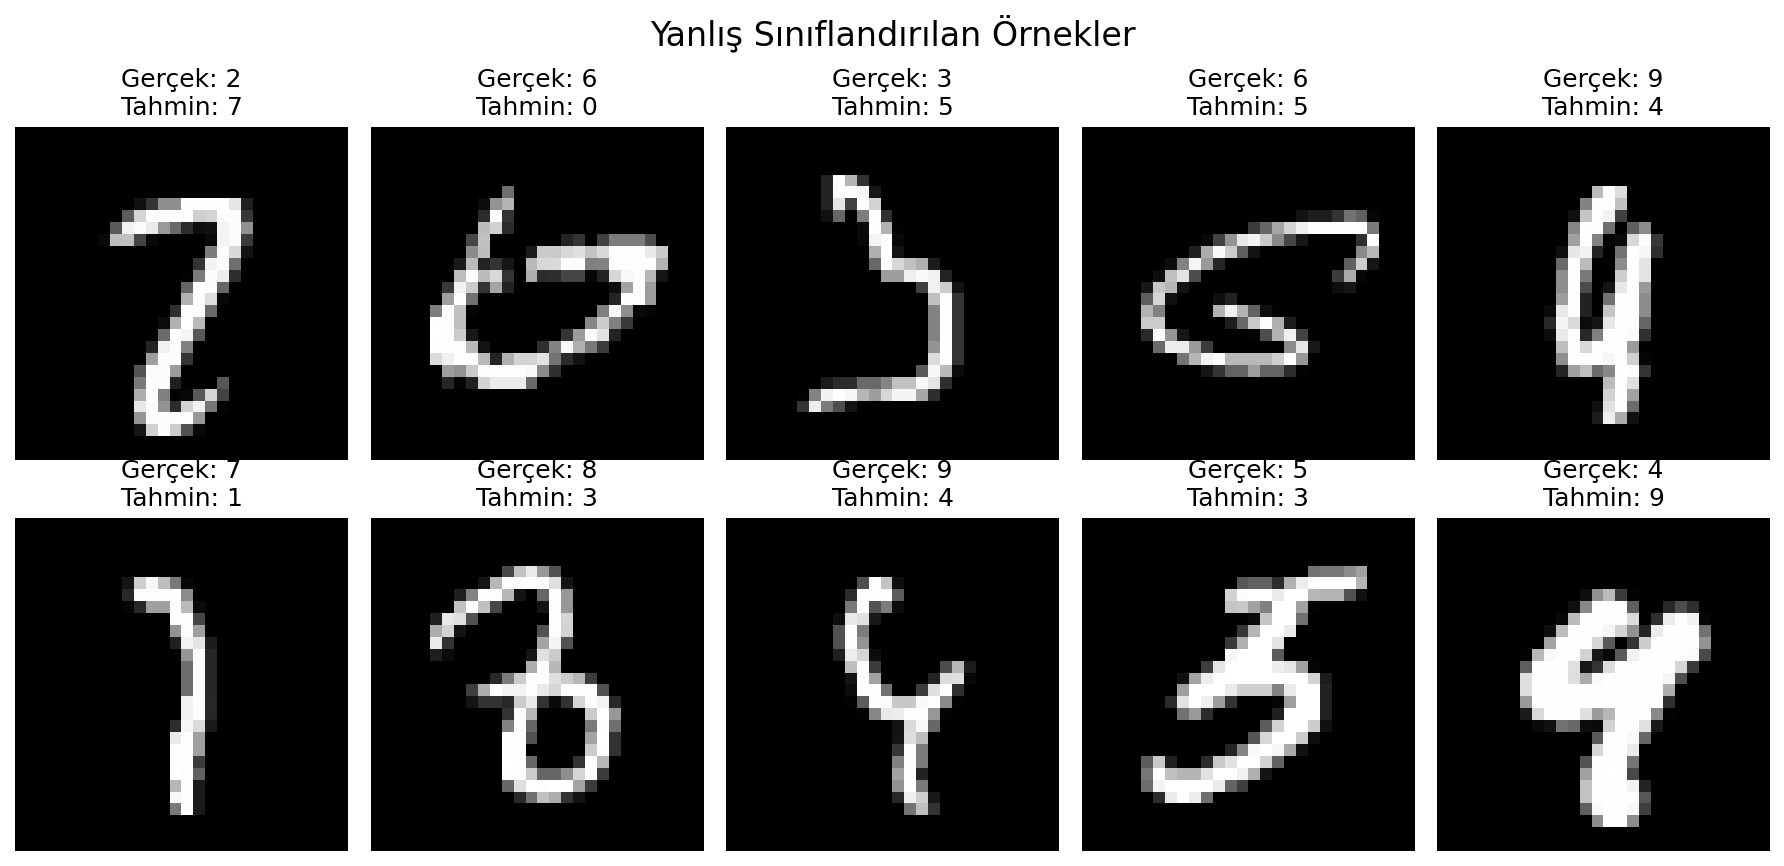 Yanlış Sınıflandırılan Örnekler
Gerçek: 2
Tahmin: 7
Gerçek: 6
Tahmin: 0
Gerçek: 3
Tahmin: 5
Gerçek: 6
Tahmin: 5
Gerçek: 9
Tahmin: 4
Gerçek: 7
Tahmin: 1
Gerçek: 8
Tahmin: 3
Gerçek: 9
Tahmin: 4
Gerçek: 5
Tahmin: 3
Gerçek: 4
Tahmin: 9